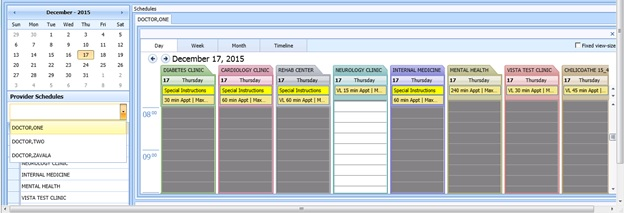 December - 2015
Sun Mon Tue Wed Thu Fri Sat
29 30 1 2 3 4 5
6 7 8 9 10 11 12
13 14 15 16 17 18 19
20 21 22 23 24 25 26
27 28 29 30 31 1 2
3 4 5 6 7 8 9
Provider Schedules
DOCTOR,ONE
DOCTOR,TWO
DOCTOR,ZAVALA
NEUROLOGY CLINIC
INTERNAL MEDICINE
MENTAL HEALTH
VISTA TEST CLINIC
Schedules
DOCTOR,ONE
Day Week Month Timeline Fixed view-size
December 17, 2015
DIABETES CLINIC CARDIOLOGY CLINIC REHAB CENTER NEUROLOGY CLINIC INTERNAL MEDICINE MENTAL HEALTH VISTA TEST CLINIC CHILICOATHE 15_4
17 Thursday 17 Thursday 17 Thursday 17 Thursday 17 Thursday 17 Thursday 17 Thursday 17 Thursday
Special Instructions Special Instructions Special Instructions VL 15 min Appt | Max... Special Instructions 240 min Appt | Max... VL 30 min Appt | Max... VL 45 min Appt | Max...
30 min Appt | Max... 60 min Appt | Max... VL 60 min Appt | M... 60 min Appt | Max...
08:00
09:00